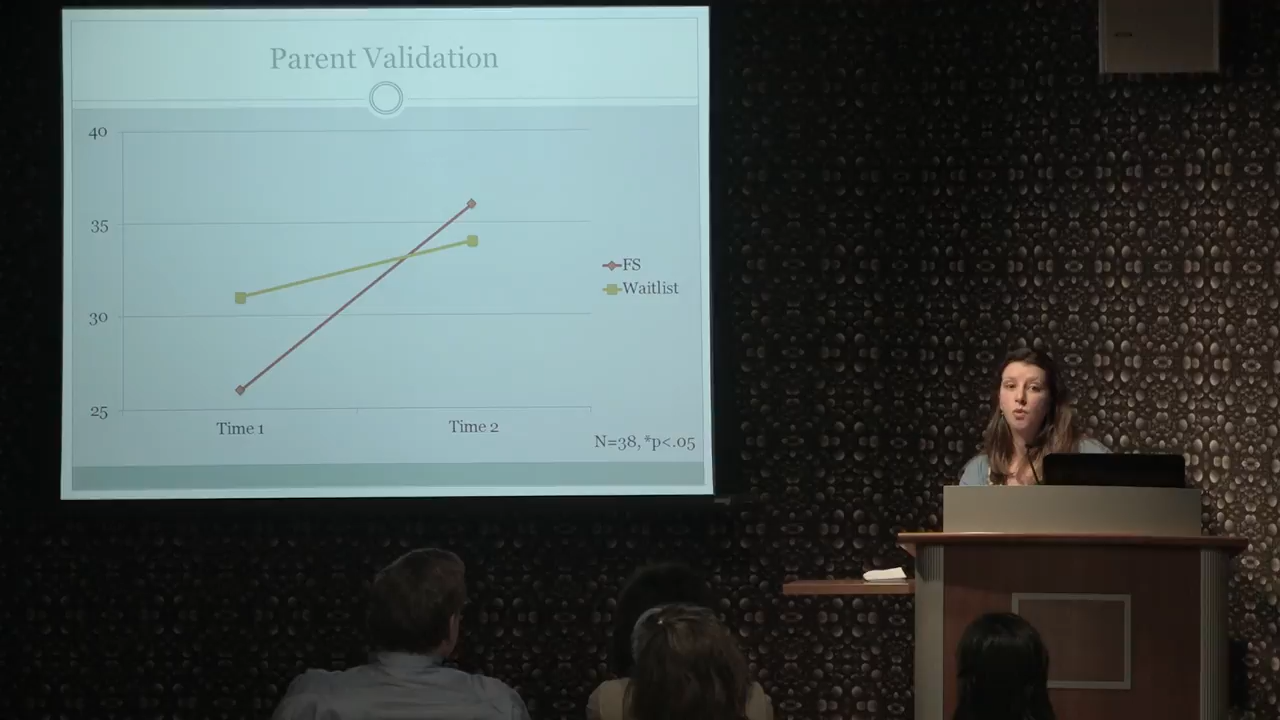 Parent Validation
40
35
30
25
Time 1
Time 2
FS
Waitlist
N=38, *p<.05